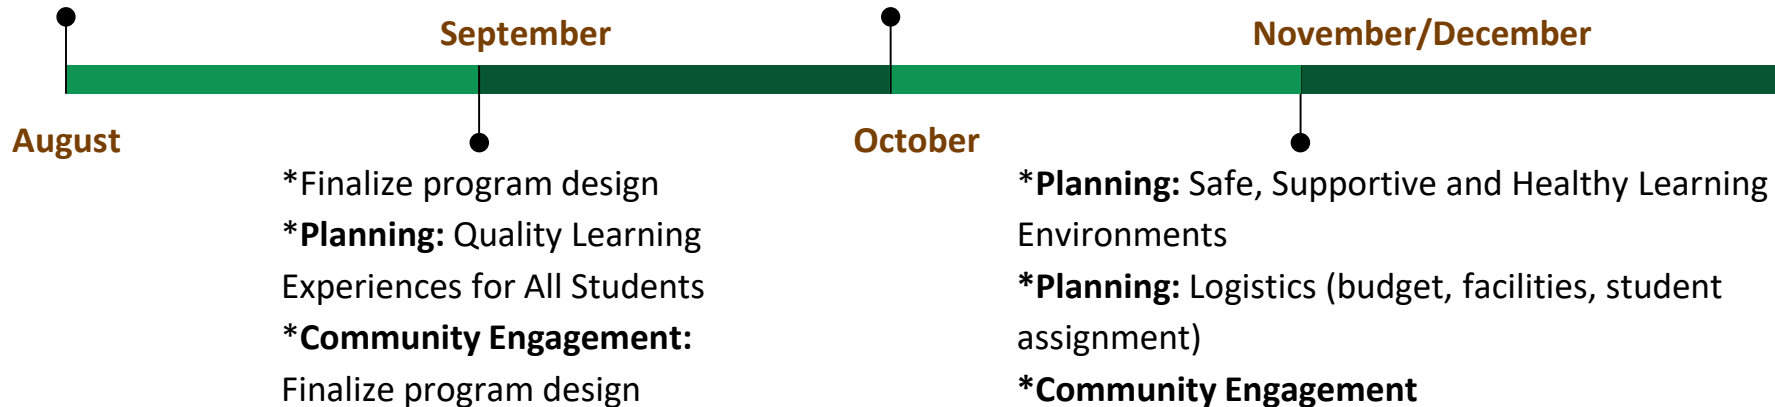 September
November/December
August
October
*Finalize program design
*Planning: Quality Learning
Experiences for All Students
*Community Engagement:
Finalize program design
*Planning: Safe, Supportive and Healthy Learning
Environments
*Planning: Logistics (budget, facilities, student
assignment)
*Community Engagement